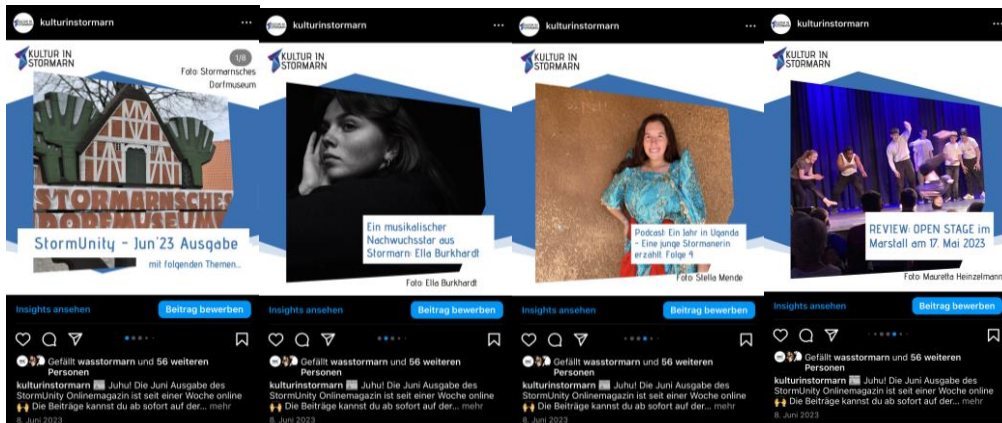 kulturinstormarn
KULTUR IN
STORMARN
1/8
Foto: Stormarnsches
Dorfmuseum
STORMARNSCHES
DORFMUSEUM
StormUnity - Jun'23 Ausgabe
mit folgenden Themen...
Insights ansehen
Beitrag bewerben
Gefällt wasstormarn und 56 weiteren
Personen
kulturinstormarn Juhu! Die Juni Ausgabe des
StormUnity Onlinemagazin ist seit einer Woche online
Die Beiträge kannst du ab sofort auf der... mehr
8. Juni 2023
kulturinstormarn
KULTUR IN
STORMARN
Ein musikalischer
Nachwuchsstar aus
Stormarn: Ella Burkhardt
Foto: Ella Burkhardt
Insights ansehen
Beitrag bewerben
Gefällt wasstormarn und 56 weiteren
Personen
kulturinstormarn Juhu! Die Juni Ausgabe des
StormUnity Onlinemagazin ist seit einer Woche online
Die Beiträge kannst du ab sofort auf der... mehr
8. Juni 2023
kulturinstormarn
KULTUR IN
STORMARN
Podcast: Ein Jahr in Uganda
- Eine junge Stormanerin
erzählt. Folge 4
Foto: Stella Mende
Insights ansehen
Beitrag bewerben
Gefällt wasstormarn und 56 weiteren
Personen
kulturinstormarn Juhu! Die Juni Ausgabe des
StormUnity Onlinemagazin ist seit einer Woche online
Die Beiträge kannst du ab sofort auf der... mehr
8. Juni 2023
kulturinstormarn
KULTUR IN
STORMARN
REVIEW: OPEN STAGE im
Marstall am 17. Mai 2023
Foto: Mauretta Heinzelmann
Insights ansehen
Beitrag bewerben
Gefällt wasstormarn und 56 weiteren
Personen
kulturinstormarn Juhu! Die Juni Ausgabe des
StormUnity Onlinemagazin ist seit einer Woche online
Die Beiträge kannst du ab sofort auf der... mehr
8. Juni 2023